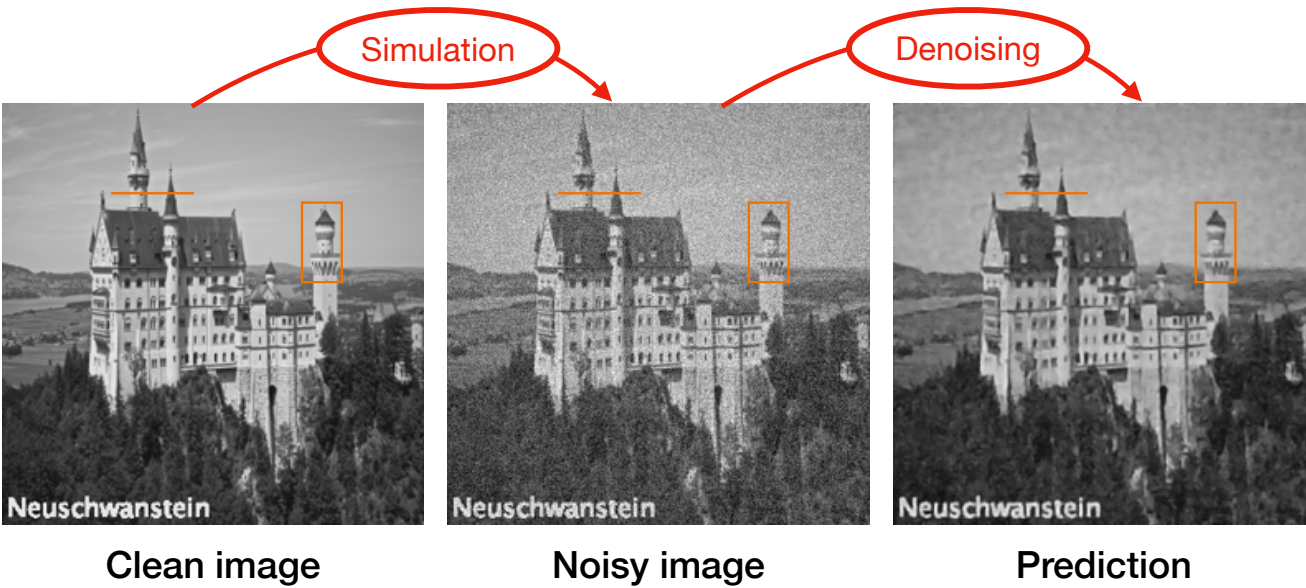 Simulation
Denoising
Neuschwanstein
Neuschwanstein
Neuschwanstein
Clean image
Noisy image
Prediction